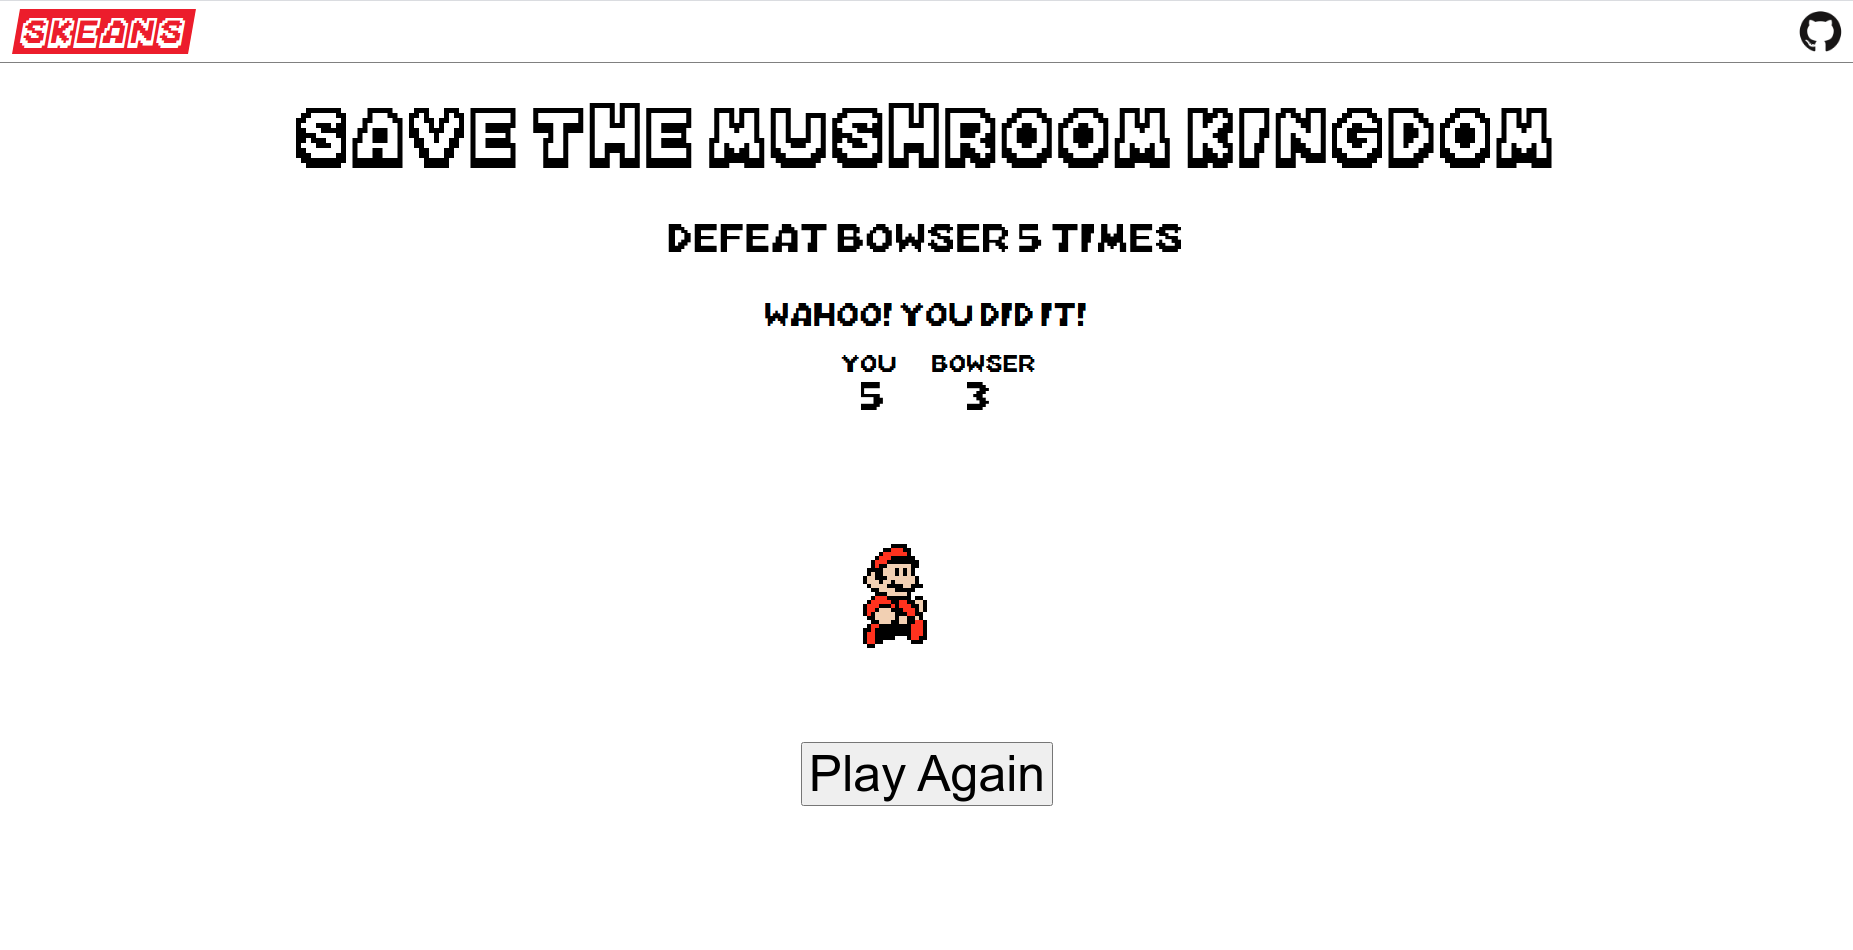 SKEANS
SAVE THE MUSHROOM KINGDOM
DEFEAT BOWSER 5 TIMES
WAHOO! YOU DID IT!
YOU BOWSER
5 3
Play Again